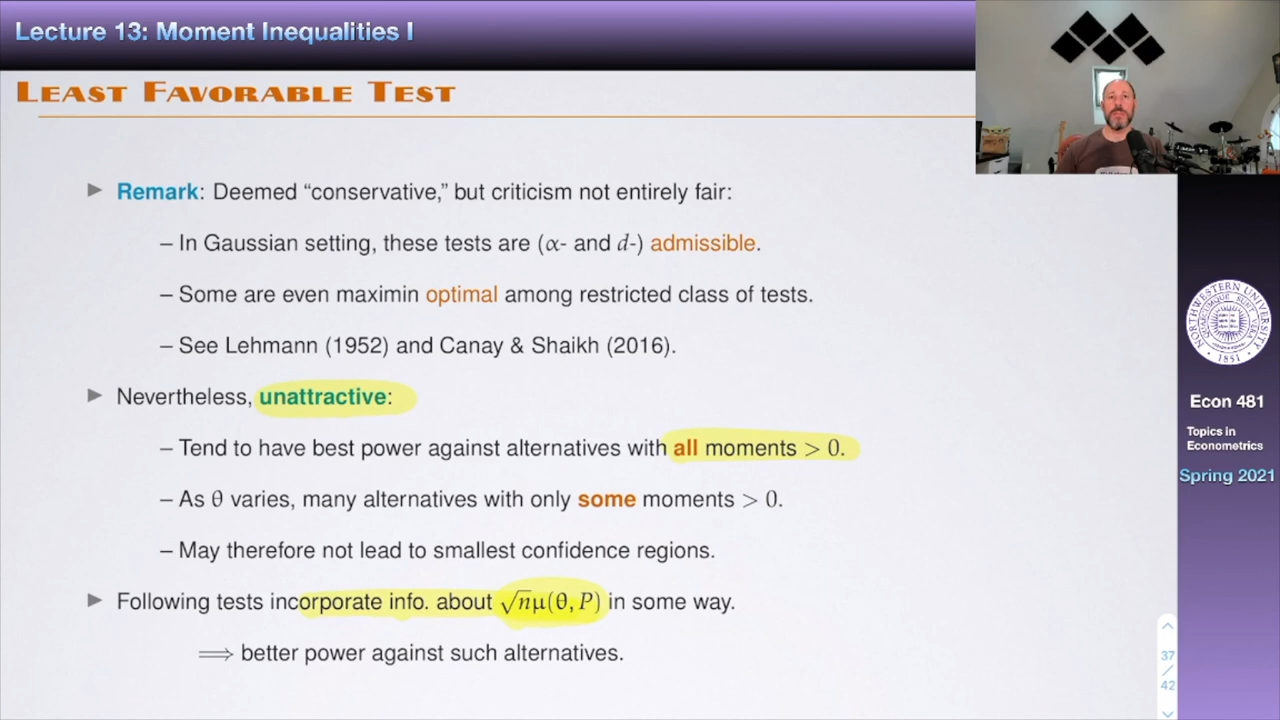 Lecture 13: Moment Inequalities I
LEAST FAVORABLE TEST
▶ Remark: Deemed “conservative,” but criticism not entirely fair:
– In Gaussian setting, these tests are (α- and d-) admissible.
– Some are even maximin optimal among restricted class of tests.
– See Lehmann (1952) and Canay & Shaikh (2016).
▶ Nevertheless, unattractive:
– Tend to have best power against alternatives with all moments > 0.
– As θ varies, many alternatives with only some moments > 0.
– May therefore not lead to smallest confidence regions.
▶ Following tests incorporate info. about √nμ(θ, P) in some way.
⟹ better power against such alternatives.
NORTHWESTERN UNIVERSITY
1851
Econ 481
Topics in
Econometrics
Spring 2021
37
/
42